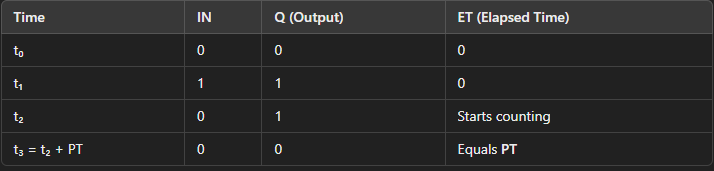 Time IN Q (Output) ET (Elapsed Time)
t₀ 0 0 0
t₁ 1 1 0
t₂ 0 1 Starts counting
t₃ = t₂ + PT 0 0 Equals PT